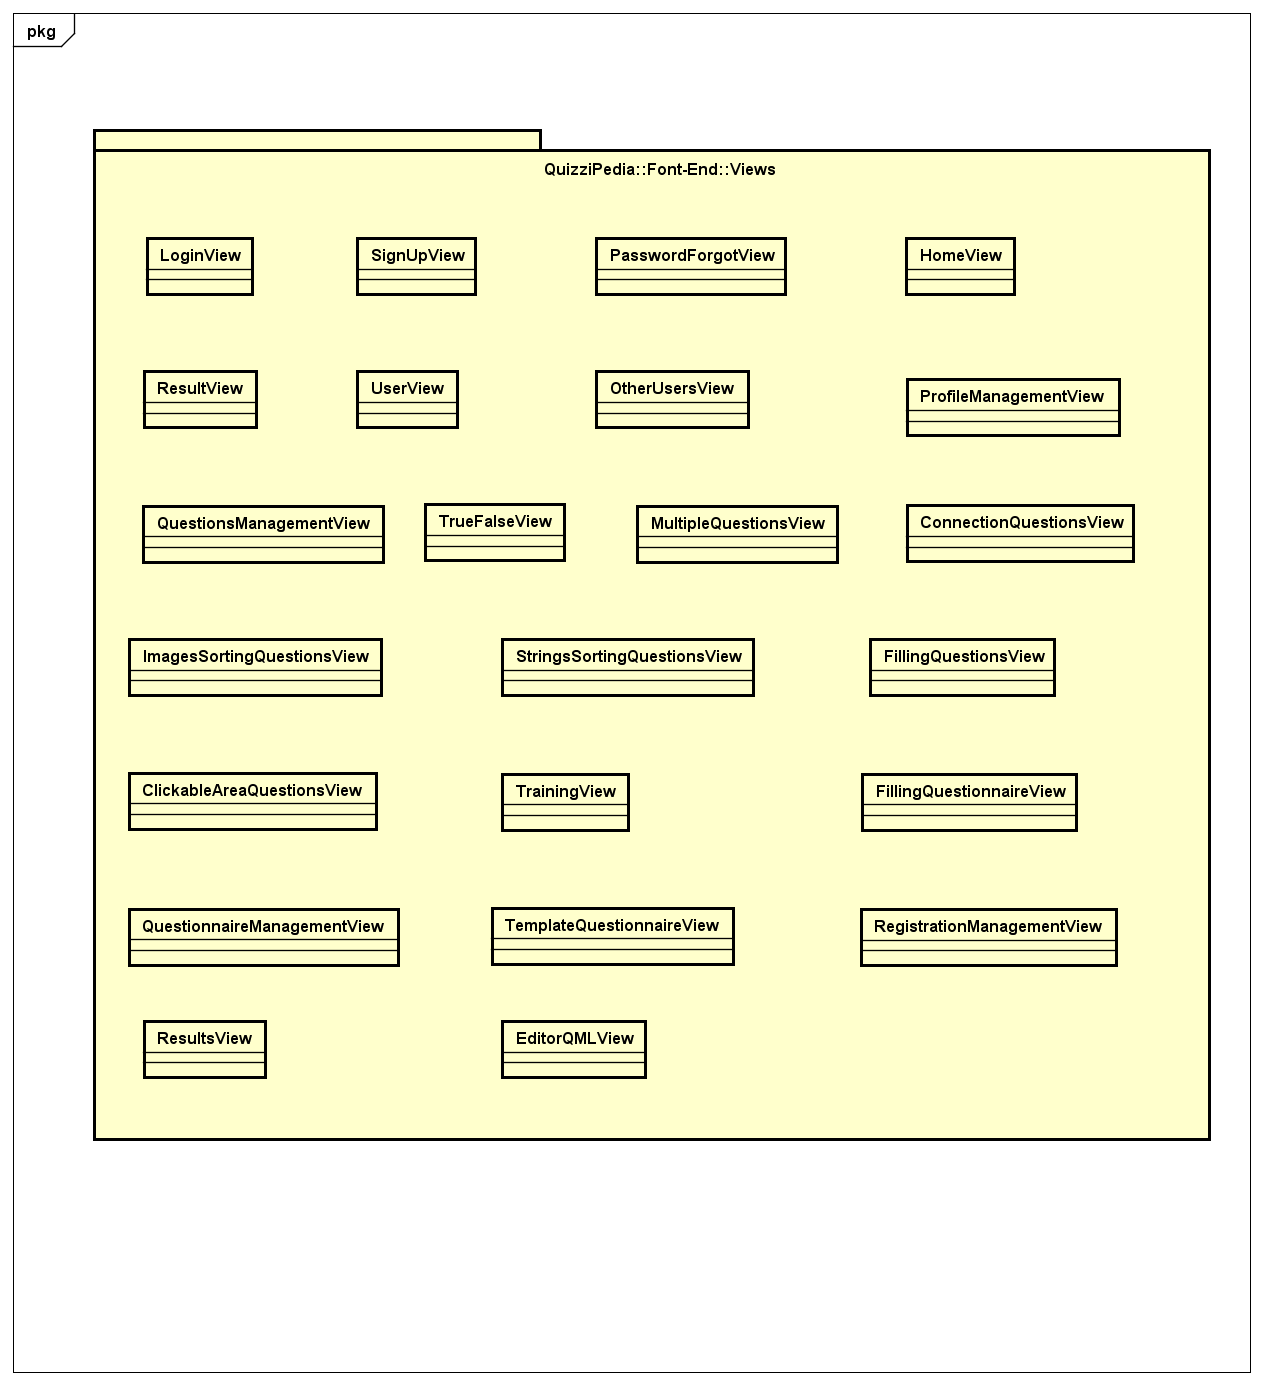 pkg
QuizziPedia::Font-End::Views
LoginView
SignUpView
PasswordForgotView
HomeView
ResultView
UserView
OtherUsersView
ProfileManagementView
QuestionsManagementView
TrueFalseView
MultipleQuestionsView
ConnectionQuestionsView
ImagesSortingQuestionsView
StringsSortingQuestionsView
FillingQuestionsView
ClickableAreaQuestionsView
TrainingView
FillingQuestionnaireView
QuestionnaireManagementView
TemplateQuestionnaireView
RegistrationManagementView
ResultsView
EditorQMLView